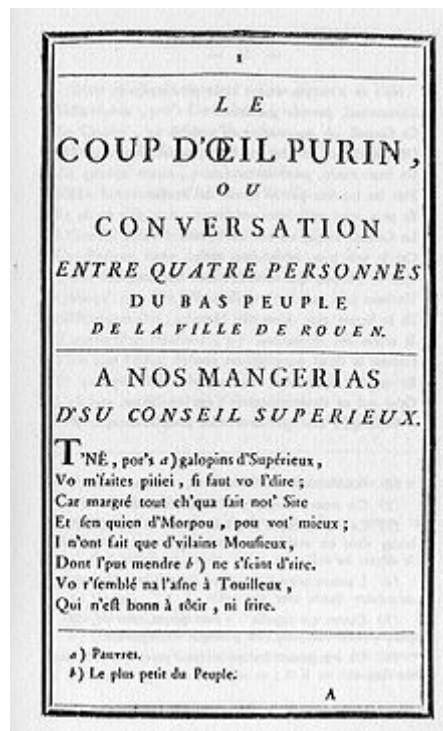 1
LE
COUP D'ŒIL PURIN,
OU
CONVERSATION
ENTRE QUATRE PERSONNES
DU BAS PEUPLE
DE LA VILLE DE ROUEN.
A NOS MANGERIAS
D'SU CONSEIL SUPERIEUX.
T'NÉ, por's a) galopins d'Supérieux,
Vo m'faites pitiei, si faut vo l'dire;
Car margré tout ch'qua fait not' Sire
Et sen quien d'Morpou, pou vot' mieux;
I n'ont fait que d'vilains Mousieux,
Dont l'pus mendre b) ne s'scint d'rire.
Vo r'semblé na l'asne à Touilleux,
Qui n'est bonn à rôtir, ni frire.
a) Pauvres.
b) Le plus petit du Peuple.
A